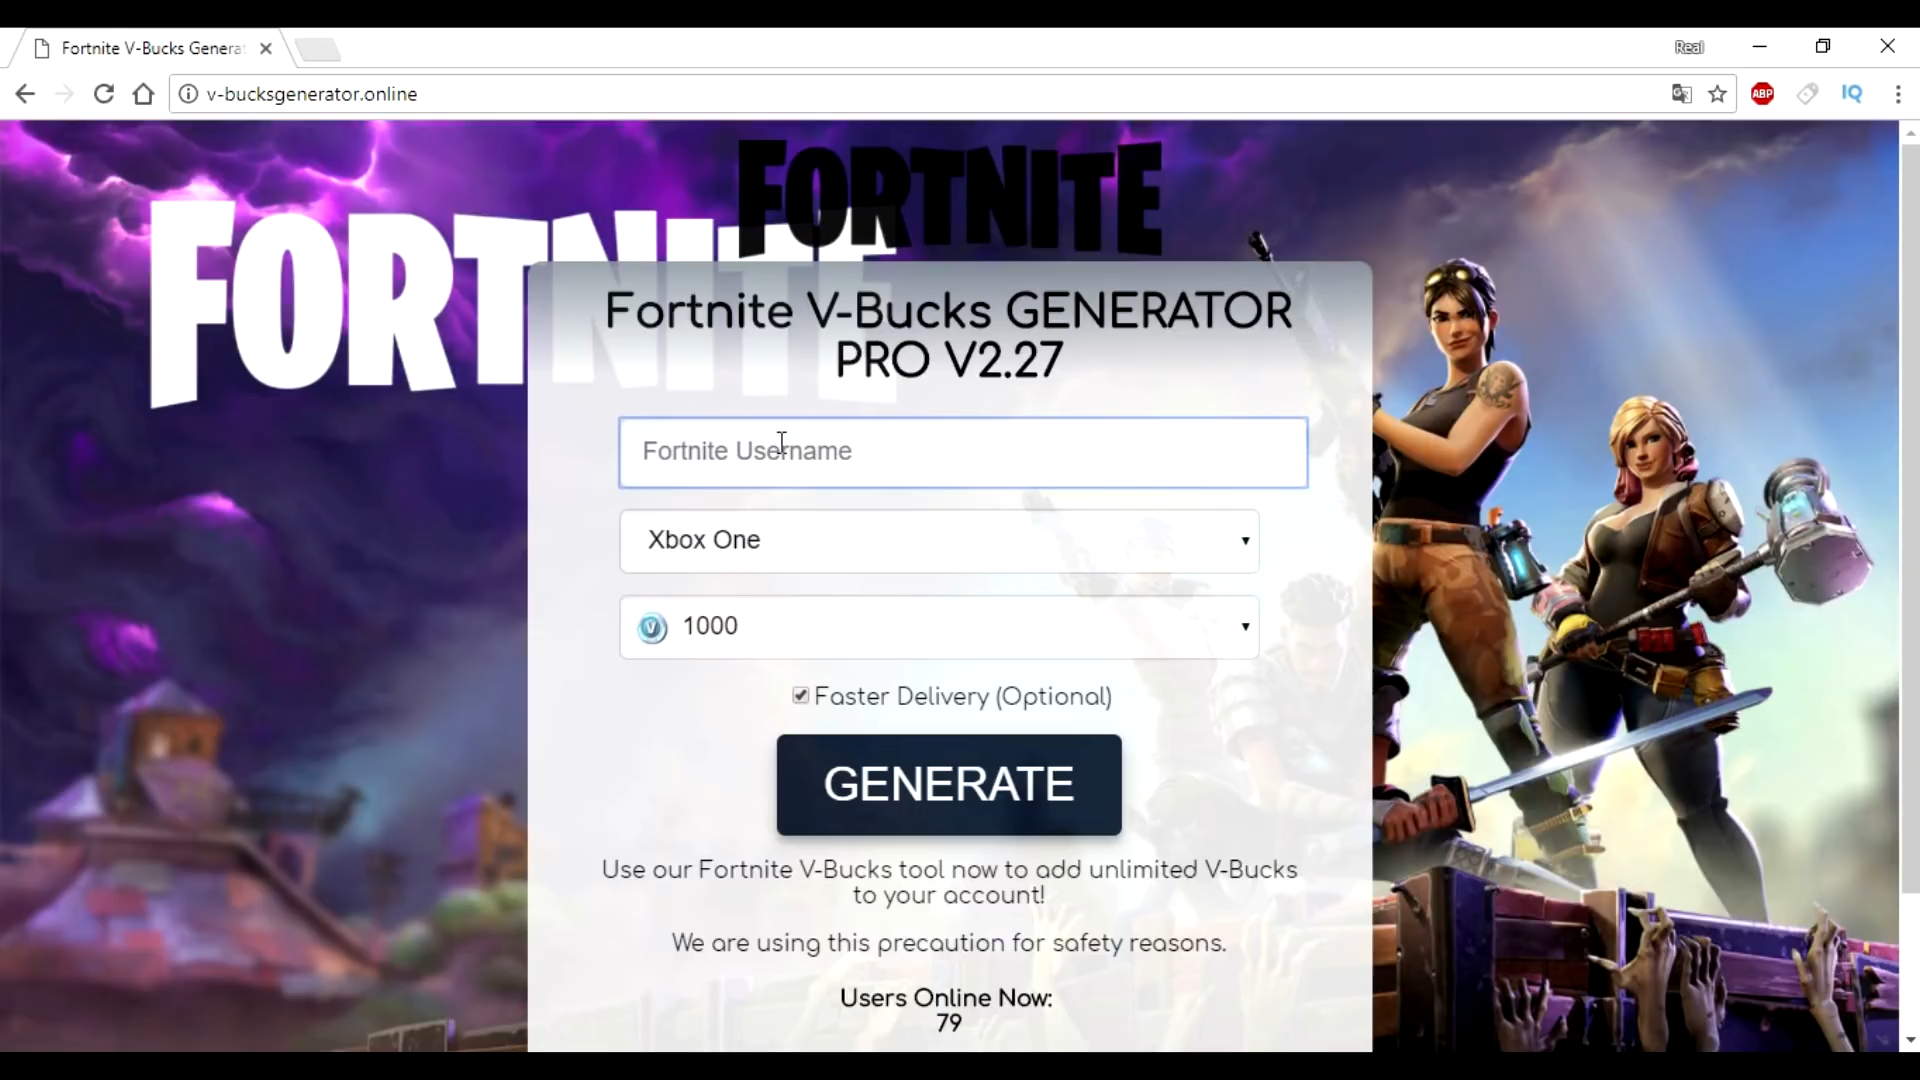 Fortnite V-Bucks Generat
Real
v-bucksgenerator.online
ABP
IQ
FORTNITE
FORTNITE
Fortnite V-Bucks GENERATOR
PRO V2.27
Fortnite Username
Xbox One
V 1000
Faster Delivery (Optional)
GENERATE
Use our Fortnite V-Bucks tool now to add unlimited V-Bucks
to your account!
We are using this precaution for safety reasons.
Users Online Now:
79